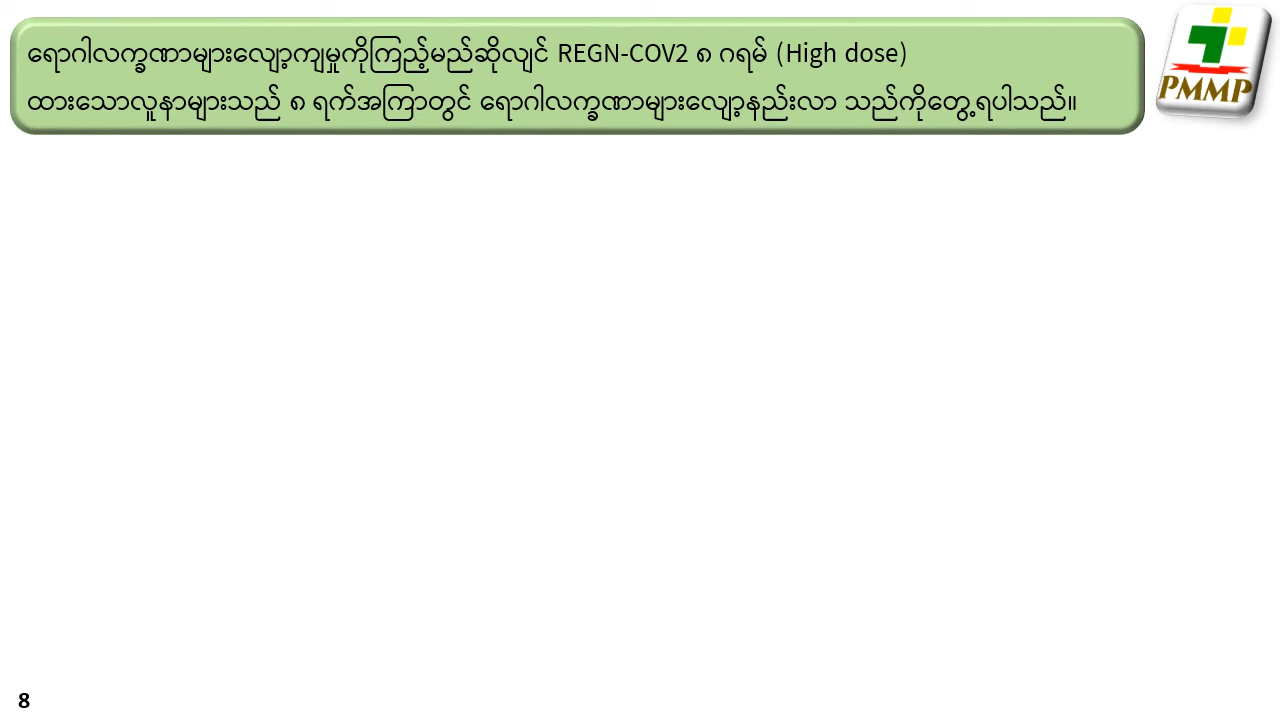 ရောဂါလက္ခဏာများလျော့ကျမှုကိုကြည့်မည်ဆိုလျင် REGN-COV2 ၈ ဂရမ် (High dose)
ထားသောလူနာများသည် ၈ ရက်အကြာတွင် ရောဂါလက္ခဏာများလျော့နည်းလာ သည်ကိုတွေ့ရပါသည်။
PMMP
8